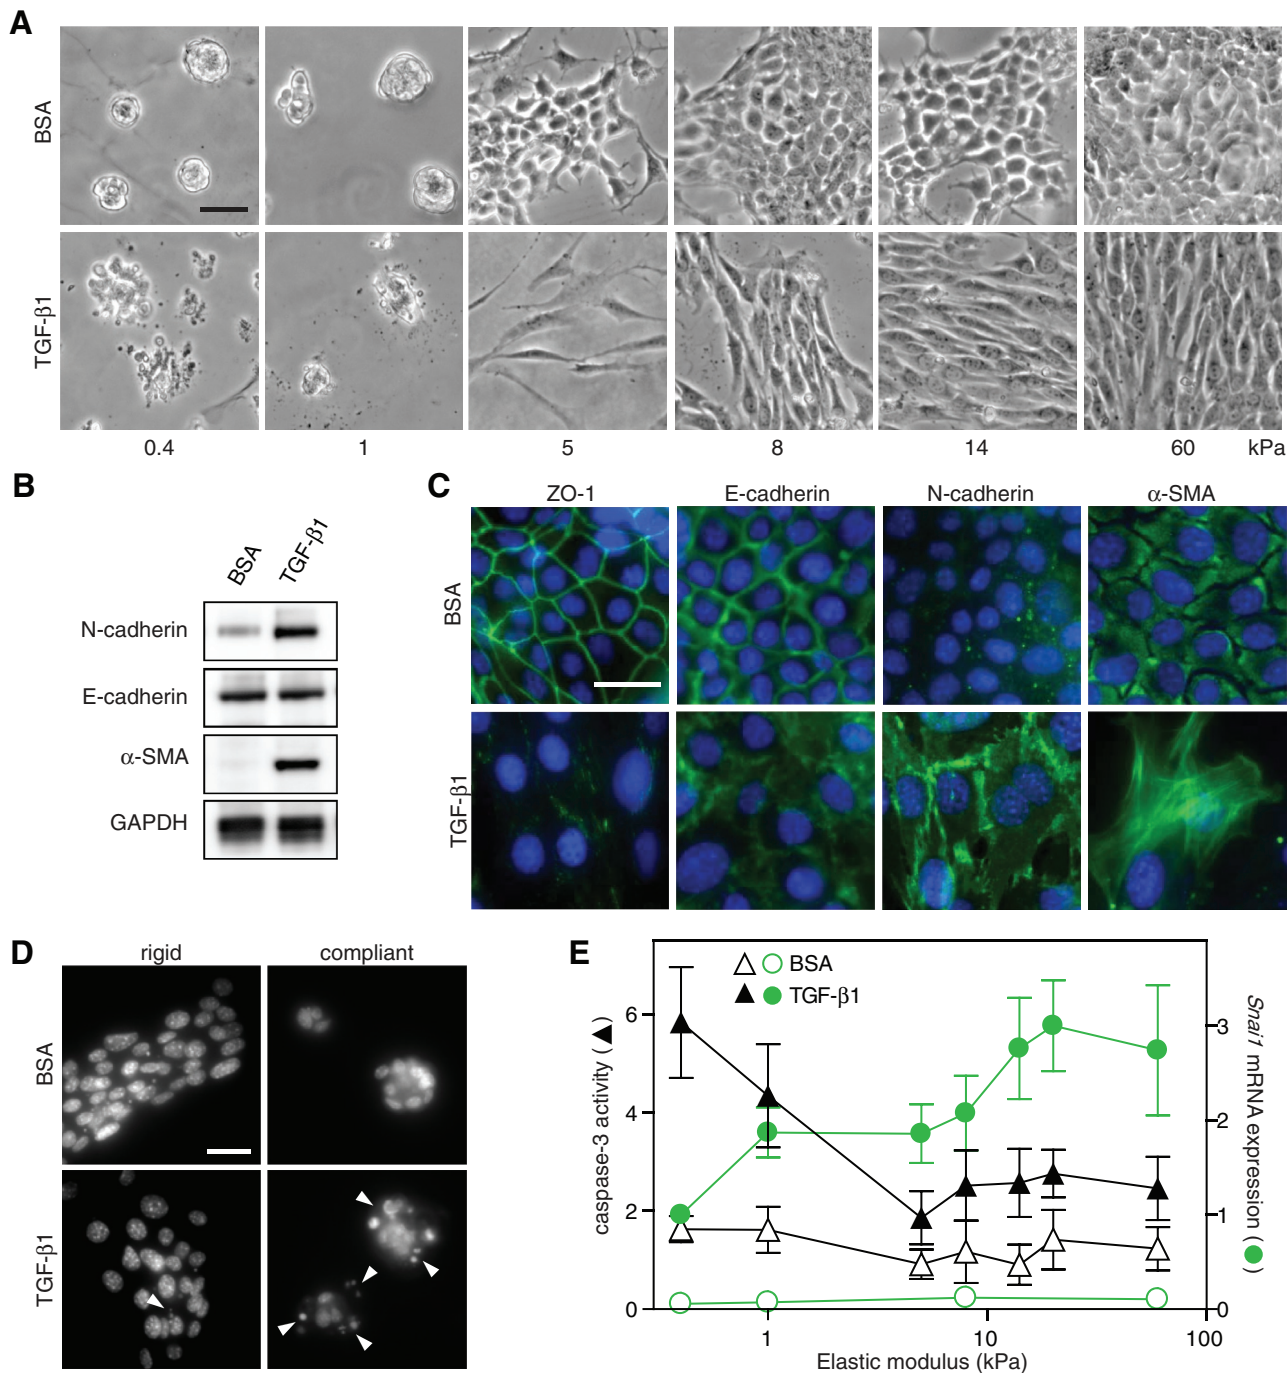 A
BSA
TGF-β1
0.4 1 5 8 14 60 kPa
B
BSA TGF-β1
N-cadherin
E-cadherin
α-SMA
GAPDH
C
ZO-1 E-cadherin N-cadherin α-SMA
BSA
TGF-β1
D
rigid compliant
BSA
TGF-β1
E
BSA
TGF-β1
caspase-3 activity (▲)
6
4
2
0
Snai1 mRNA expression (●)
3
2
1
0
1 10 100
Elastic modulus (kPa)